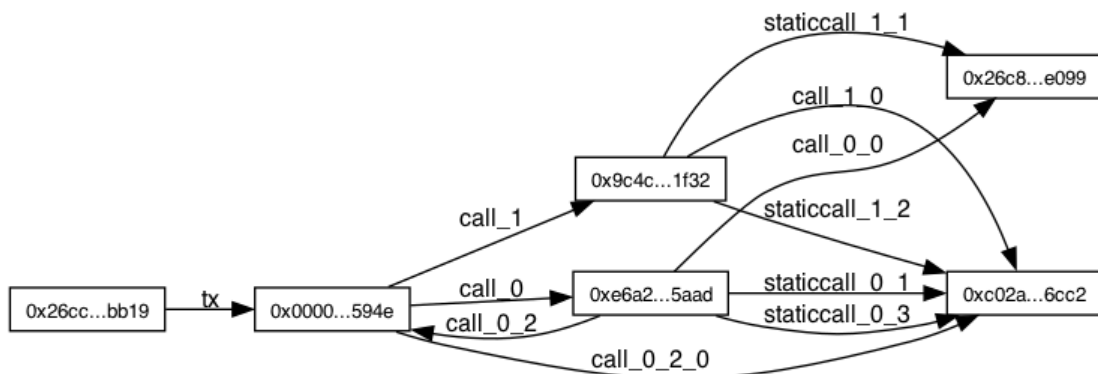 staticcall_1_1
0x26c8...e099
call_1_0
call_0_0
0x9c4c...1f32
staticcall_1_2
call_1
0x26cc...bb19
tx
0x0000...594e
call_0
call_0_2
0xe6a2...5aad
staticcall_0_1
staticcall_0_3
0xc02a...6cc2
call_0_2_0